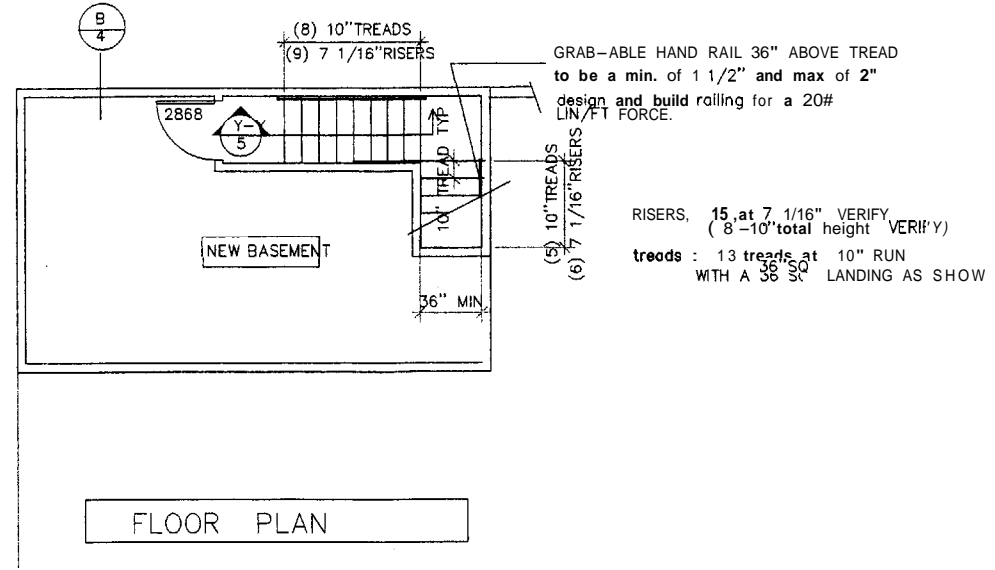 B
4
(8) 10" TREADS
(9) 7 1/16" RISERS
GRAB-ABLE HAND RAIL 36" ABOVE TREAD
to be a min. of 1 1/2" and max of 2"
design and build railing for a 20#
LIN/FT FORCE.
2868
Y-Y
5
10" TREAD TYP
(5) 10" TREADS
(6) 7 1/16" RISERS
RISERS, 15 at 7 1/16" VERIFY
( 8'-10" total height VERIFY)
treads : 13 treads at 10" RUN
36" SQ
WITH A 36" SQ LANDING AS SHOW
NEW BASEMENT
36" MIN
FLOOR PLAN